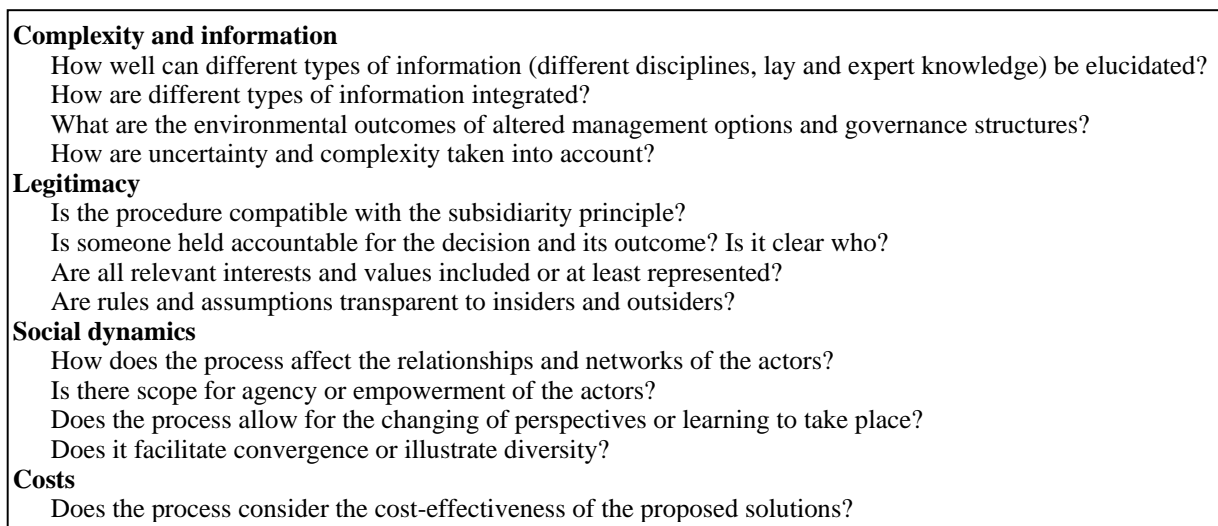 Complexity and information
How well can different types of information (different disciplines, lay and expert knowledge) be elucidated?
How are different types of information integrated?
What are the environmental outcomes of altered management options and governance structures?
How are uncertainty and complexity taken into account?
Legitimacy
Is the procedure compatible with the subsidiarity principle?
Is someone held accountable for the decision and its outcome? Is it clear who?
Are all relevant interests and values included or at least represented?
Are rules and assumptions transparent to insiders and outsiders?
Social dynamics
How does the process affect the relationships and networks of the actors?
Is there scope for agency or empowerment of the actors?
Does the process allow for the changing of perspectives or learning to take place?
Does it facilitate convergence or illustrate diversity?
Costs
Does the process consider the cost-effectiveness of the proposed solutions?